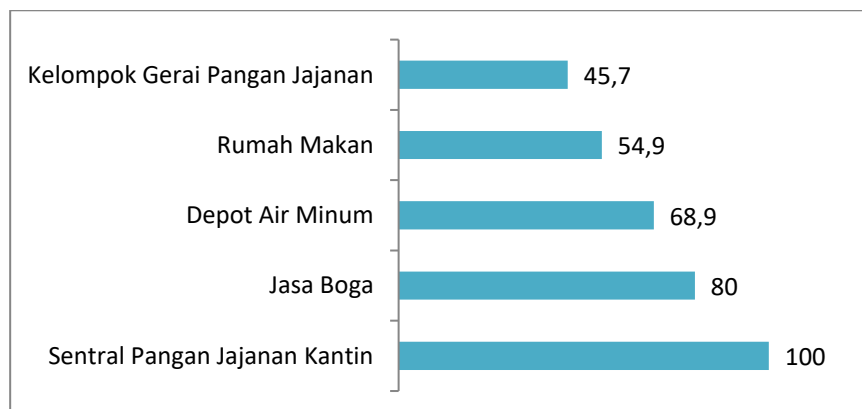 Kelompok Gerai Pangan Jajanan 45,7
Rumah Makan 54,9
Depot Air Minum 68,9
Jasa Boga 80
Sentral Pangan Jajanan Kantin 100